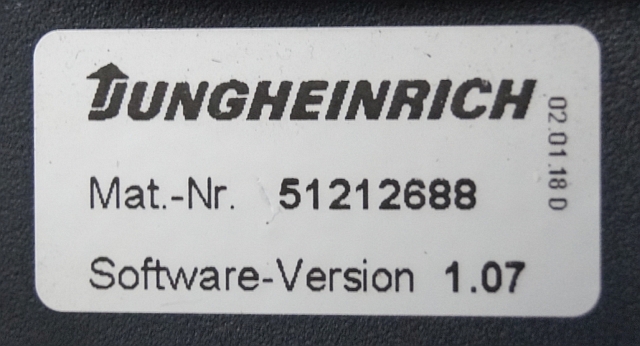 JUNGHEINRICH
02.01.18 D
Mat.-Nr. 51212688
Software-Version 1.07